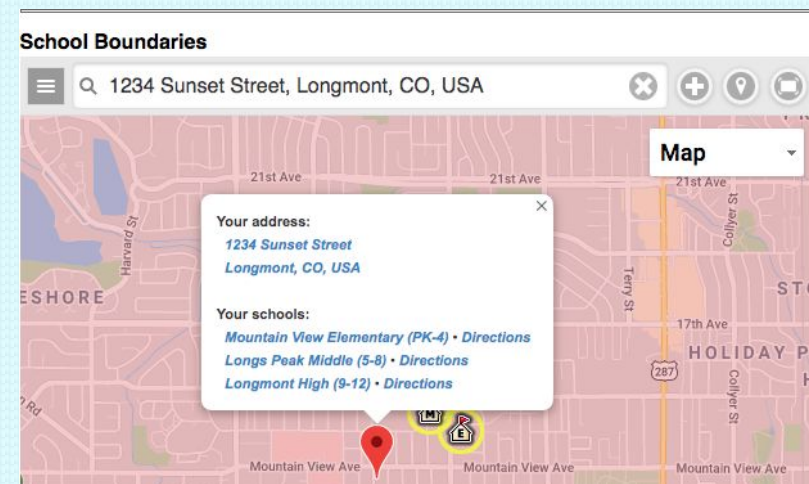 School Boundaries
1234 Sunset Street, Longmont, CO, USA
Map
21st Ave
21st Ave
21st Ave
Collyer St
Harvard St
Your address:
1234 Sunset Street
Longmont, CO, USA
Your schools:
Mountain View Elementary (PK-4) • Directions
Longs Peak Middle (5-8) • Directions
Longmont High (9-12) • Directions
ESHORE
Terry St
ST
17th Ave
HOLIDAY P
287
Collyer St
H
Rd
M
E
Mountain View Ave
Mountain View Ave
Mountain View Ave